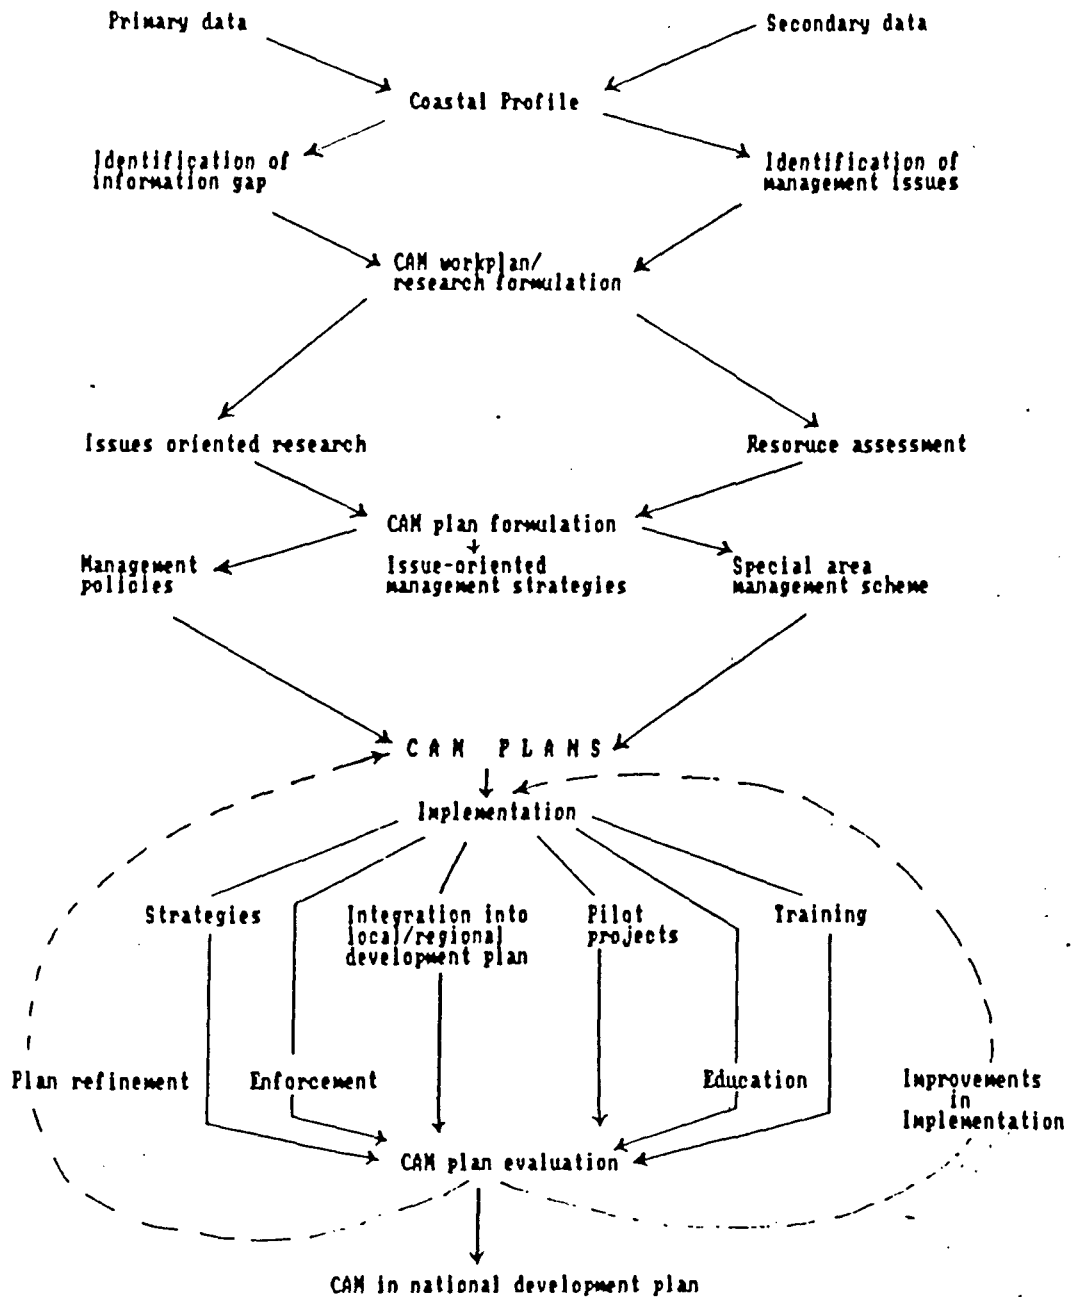 Primary data
Secondary data
Coastal Profile
Identification of
information gap
Identification of
management issues
CAM workplan/
research formulation
Issues oriented research
Resoruce assessment
CAM plan formulation
Management
policies
Issue-oriented
management strategies
Special area
management scheme
CAM PLANS
Implementation
Strategies
Integration into
local/regional
development plan
Pilot
projects
Training
Plan refinement
Enforcement
Education
Improvements
in
Implementation
CAM plan evaluation
CAM in national development plan